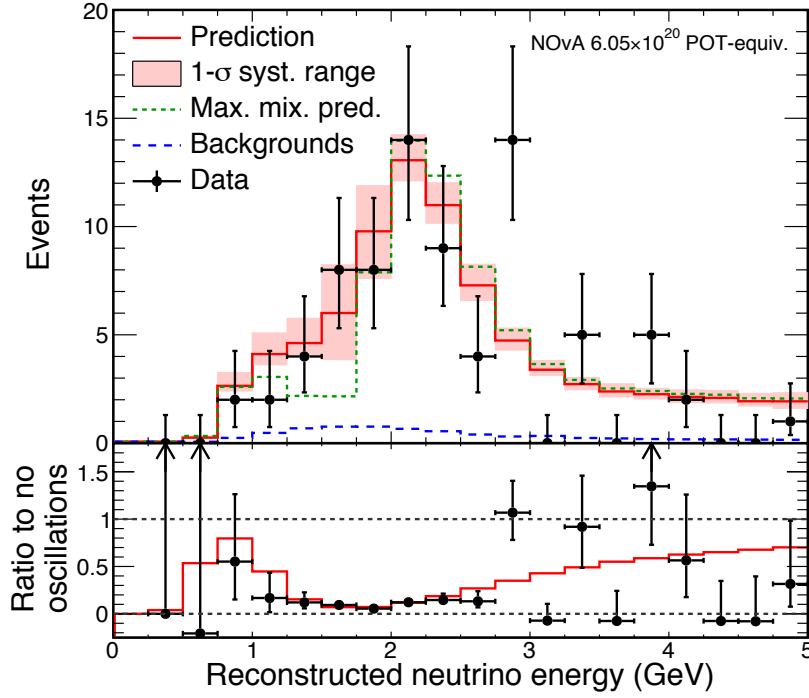 20
15
10
5
0
Events
Prediction
1-σ syst. range
Max. mix. pred.
Backgrounds
Data
NOvA 6.05×10²⁰ POT-equiv.
1.5
1
0.5
0
Ratio to no
oscillations
0 1 2 3 4 5
Reconstructed neutrino energy (GeV)